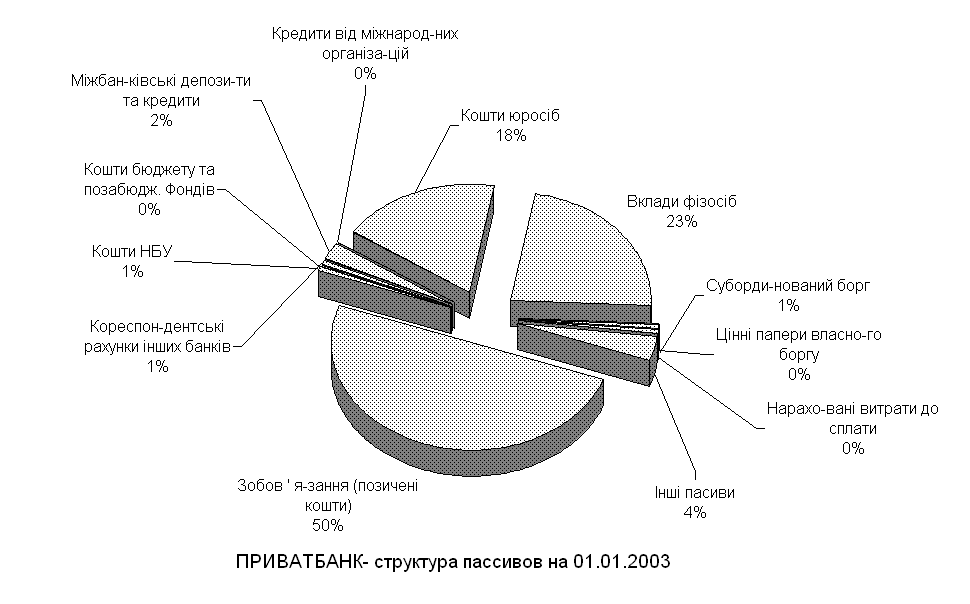 Кредити від міжнарод-них
організа-цій
0%
Міжбан-ківські депози-ти
та кредити
2%
Кошти юросіб
18%
Кошти бюджету та
позабюдж. Фондів
0%
Вклади фізосіб
23%
Кошти НБУ
1%
Суборди-нований борг
1%
Кореспон-дентські
рахунки інших банків
1%
Цінні папери власно-го
боргу
0%
Нарахо-вані витрати до
сплати
0%
Зобов ' я-зання (позичені
кошти)
50%
Інші пасиви
4%
ПРИВАТБАНК- структура пассивов на 01.01.2003